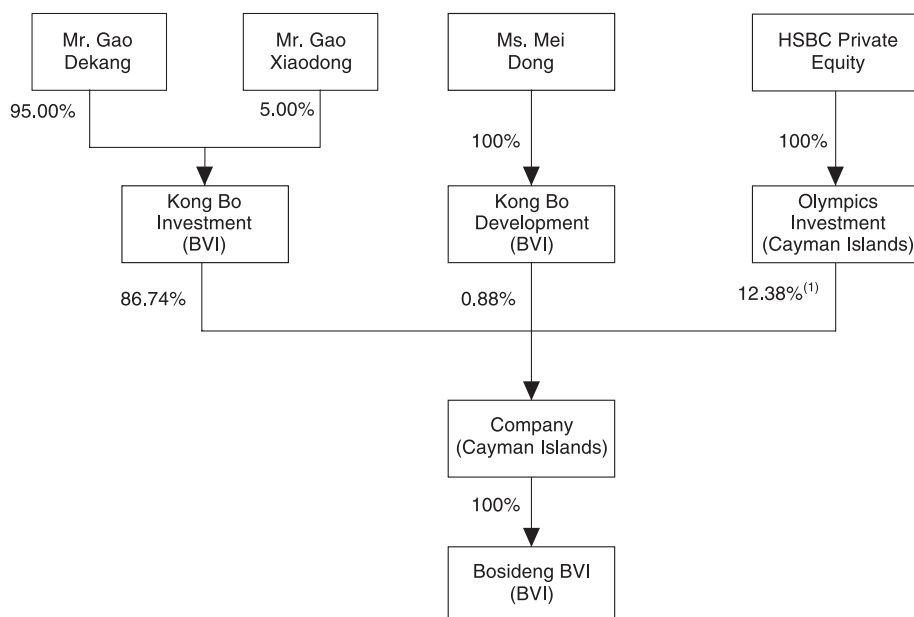 Mr. Gao
Dekang
Mr. Gao
Xiaodong
Ms. Mei
Dong
HSBC Private
Equity
95.00%
5.00%
100%
100%
Kong Bo
Investment
(BVI)
Kong Bo
Development
(BVI)
Olympics
Investment
(Cayman Islands)
86.74%
0.88%
12.38%(1)
Company
(Cayman Islands)
100%
Bosideng BVI
(BVI)